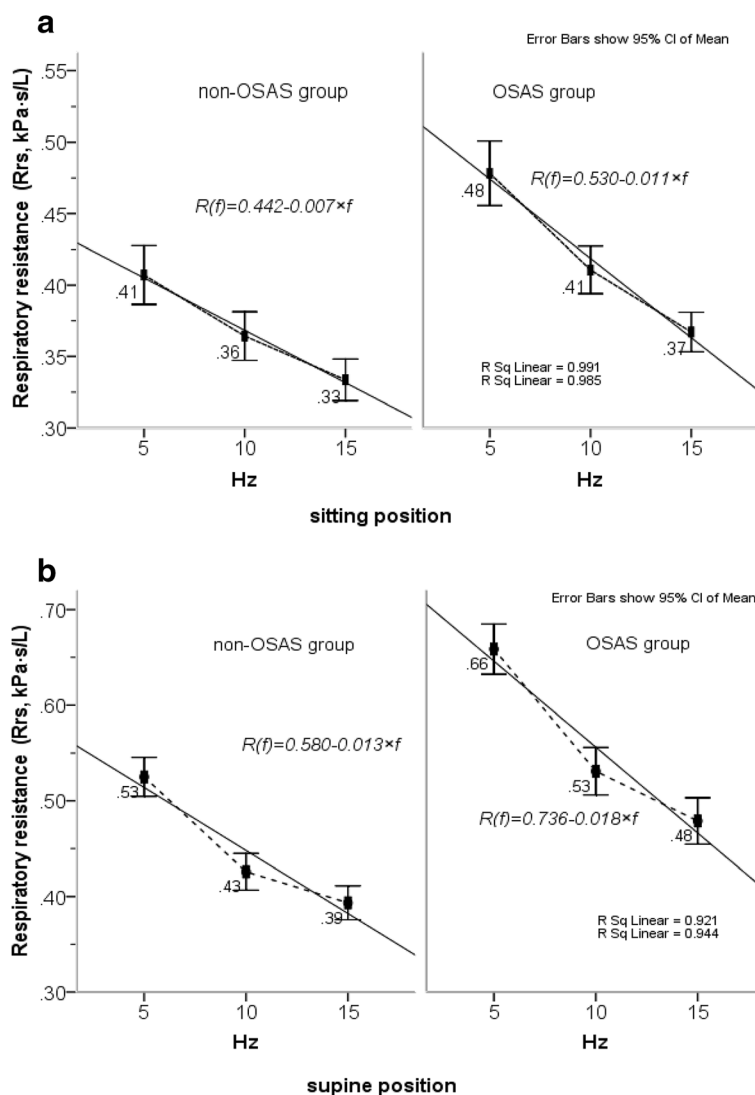 a
Error Bars show 95% CI of Mean
Respiratory resistance (Rrs, kPa·s/L)
.55
.50
.45
.40
.35
.30
non-OSAS group
R(f)=0.442-0.007×f
.41
.36
.33
5 10 15
Hz
OSAS group
R(f)=0.530-0.011×f
.48
.41
.37
R Sq Linear = 0.991
R Sq Linear = 0.985
5 10 15
Hz
sitting position
b
Error Bars show 95% CI of Mean
Respiratory resistance (Rrs, kPa·s/L)
.70
.60
.50
.40
.30
non-OSAS group
R(f)=0.580-0.013×f
.53
.43
.39
5 10 15
Hz
OSAS group
.66
.53
R(f)=0.736-0.018×f
.48
R Sq Linear = 0.921
R Sq Linear = 0.944
5 10 15
Hz
supine position